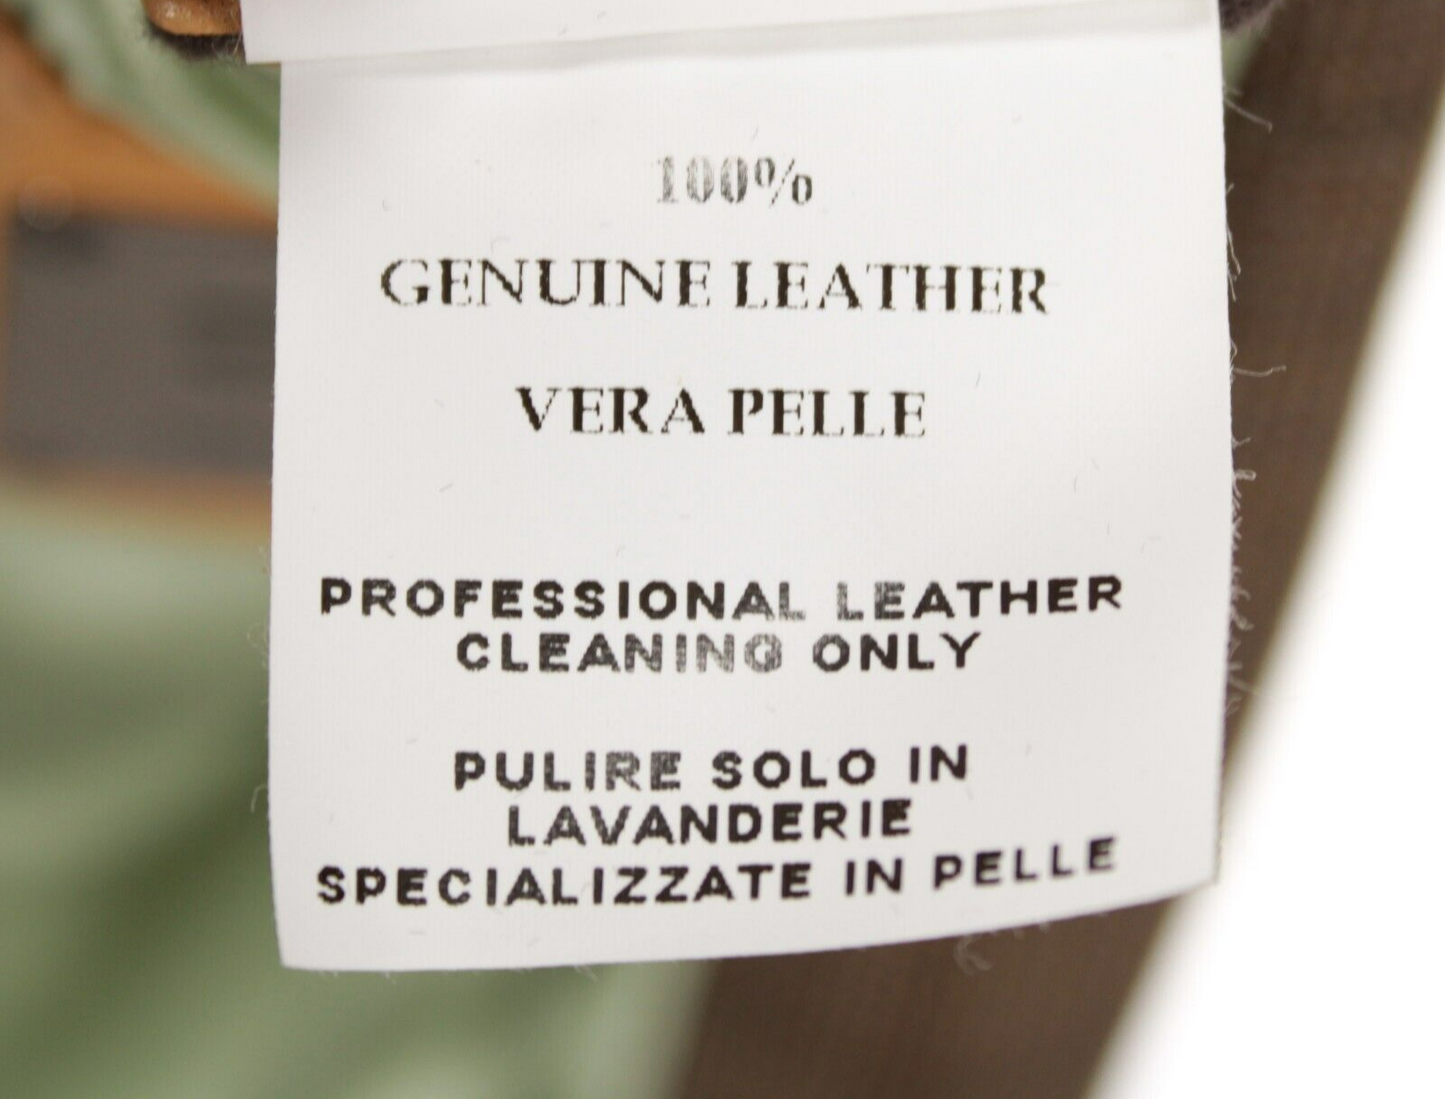 100%
GENUINE LEATHER
VERA PELLE
PROFESSIONAL LEATHER
CLEANING ONLY
PULIRE SOLO IN
LAVANDERIE
SPECIALIZZATE IN PELLE